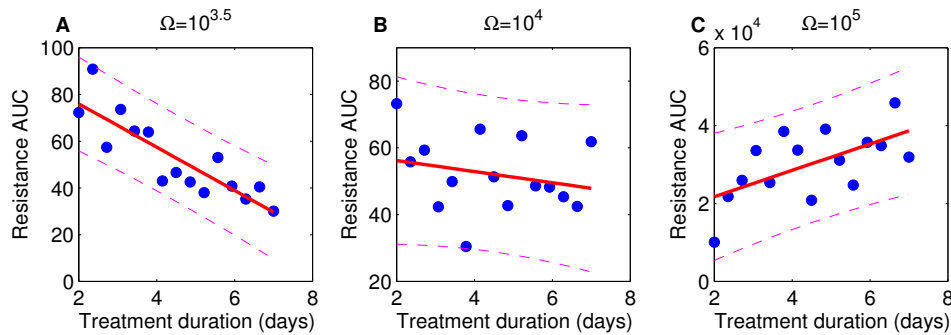 A Ω=10^3.5
B Ω=10^4
C Ω=10^5
x 10^4
Resistance AUC
100
80
60
40
20
0
2 4 6 8
Treatment duration (days)
Resistance AUC
80
60
40
20
2 4 6 8
Treatment duration (days)
Resistance AUC
6
4
2
0
2 4 6 8
Treatment duration (days)